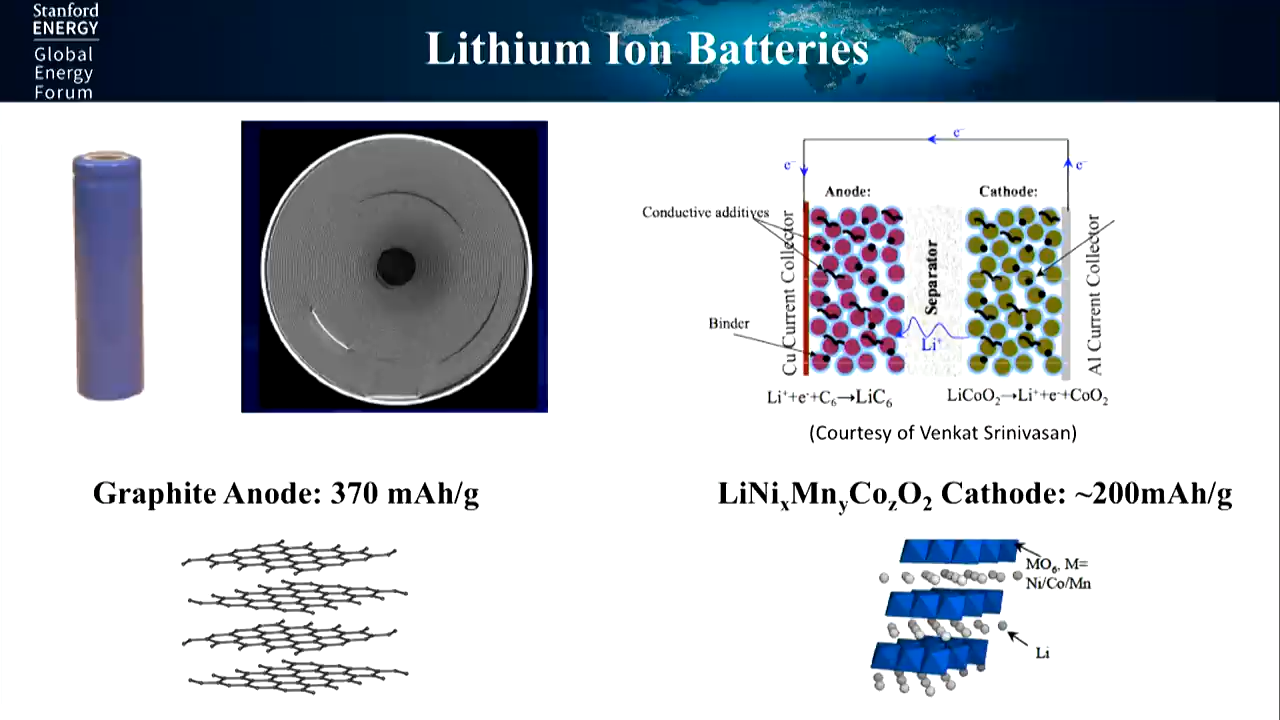 Stanford
ENERGY
Global
Energy
Forum
Lithium Ion Batteries
e⁻
e⁻
e⁻
Anode:
Cathode:
Conductive additives
Cu Current Collector
Separator
Al Current Collector
Binder
Li⁺
Li⁺+e⁻+C₆→LiC₆
LiCoO₂→Li⁺+e⁻+CoO₂
(Courtesy of Venkat Srinivasan)
Graphite Anode: 370 mAh/g
LiNiₓMnᵧCo_zO₂ Cathode: ~200mAh/g
MO₆, M=
Ni/Co/Mn
Li